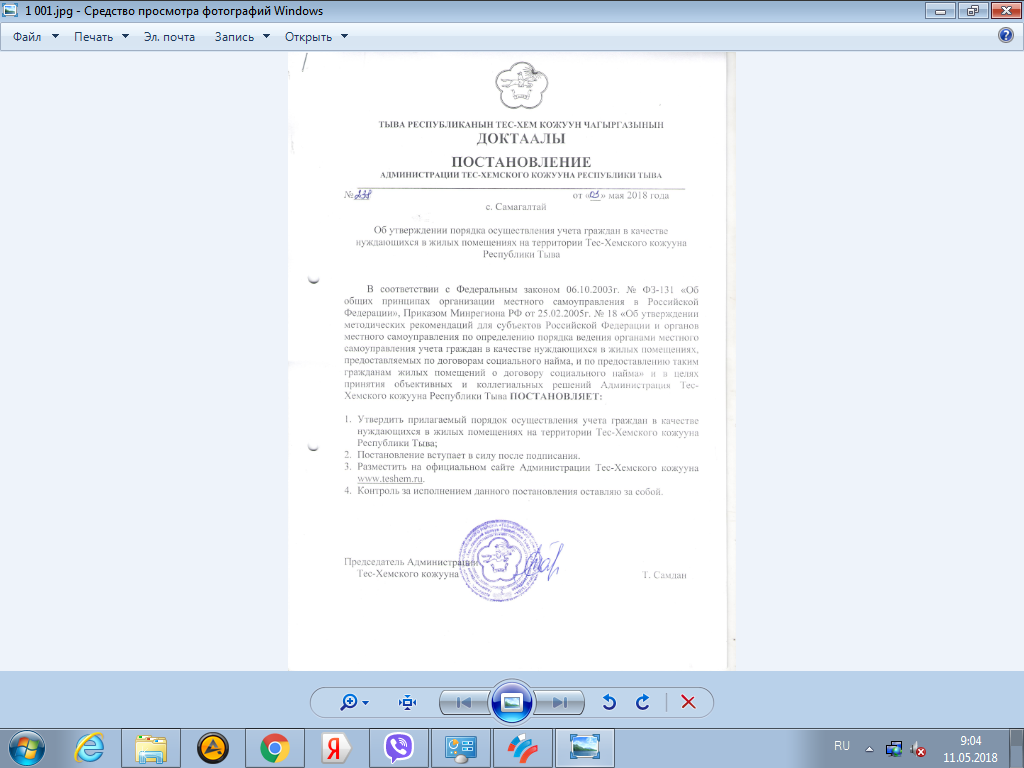 1 001.jpg - Средство просмотра фотографий Windows
Файл Печать Эл. почта Запись Открыть
ТЫВА РЕСПУБЛИКАНЫН ТЕС-ХЕМ КОЖУУН ЧАГЫРГАЗЫНЫН
ДОКТААЛЫ
ПОСТАНОВЛЕНИЕ
АДМИНИСТРАЦИИ ТЕС-ХЕМСКОГО КОЖУУНА РЕСПУБЛИКИ ТЫВА
№ 238 от « » мая 2018 года
с. Самагалтай
Об утверждении порядка осуществления учета граждан в качестве
нуждающихся в жилых помещениях на территории Тес-Хемского кожууна
Республики Тыва
В соответствии с Федеральным законом 06.10.2003г. № ФЗ-131 «Об
общих принципах организации местного самоуправления в Российской
Федерации», Приказом Минрегиона РФ от 25.02.2005г. № 18 «Об утверждении
методических рекомендаций для субъектов Российской Федерации и органов
местного самоуправления по определению порядка ведения органами местного
самоуправления учета граждан в качестве нуждающихся в жилых помещениях,
предоставляемых по договорам социального найма, и по предоставлению таким
гражданам жилых помещений о договору социального найма» и в целях
принятия объективных и коллегиальных решений Администрация Тес-
Хемского кожууна Республики Тыва ПОСТАНОВЛЯЕТ:
1. Утвердить прилагаемый порядок осуществления учета граждан в качестве
нуждающихся в жилых помещениях на территории Тес-Хемского кожууна
Республики Тыва;
2. Постановление вступает в силу после подписания.
3. Разместить на официальном сайте Администрации Тес-Хемского кожууна
www.teshem.ru.
4. Контроль за исполнением данного постановления оставляю за собой.
Председатель Администрации
Тес-Хемского кожууна Т. Самдан
RU
9:04
11.05.2018